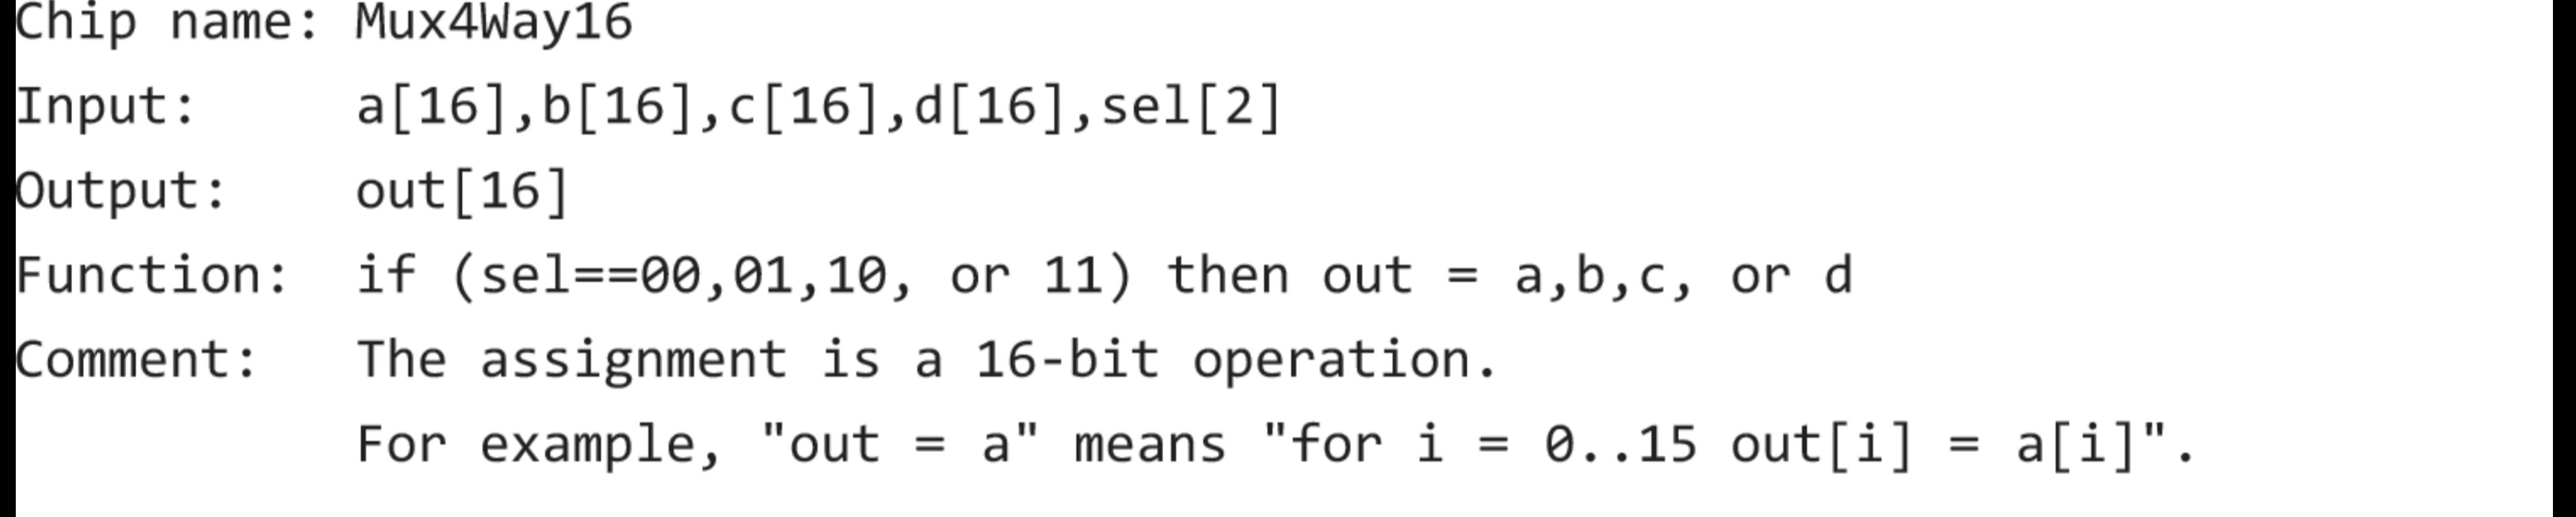 Chip name: Mux4Way16
Input:     a[16],b[16],c[16],d[16],sel[2]
Output:    out[16]
Function:  if (sel==00,01,10, or 11) then out = a,b,c, or d
Comment:   The assignment is a 16-bit operation.
           For example, "out = a" means "for i = 0..15 out[i] = a[i]".